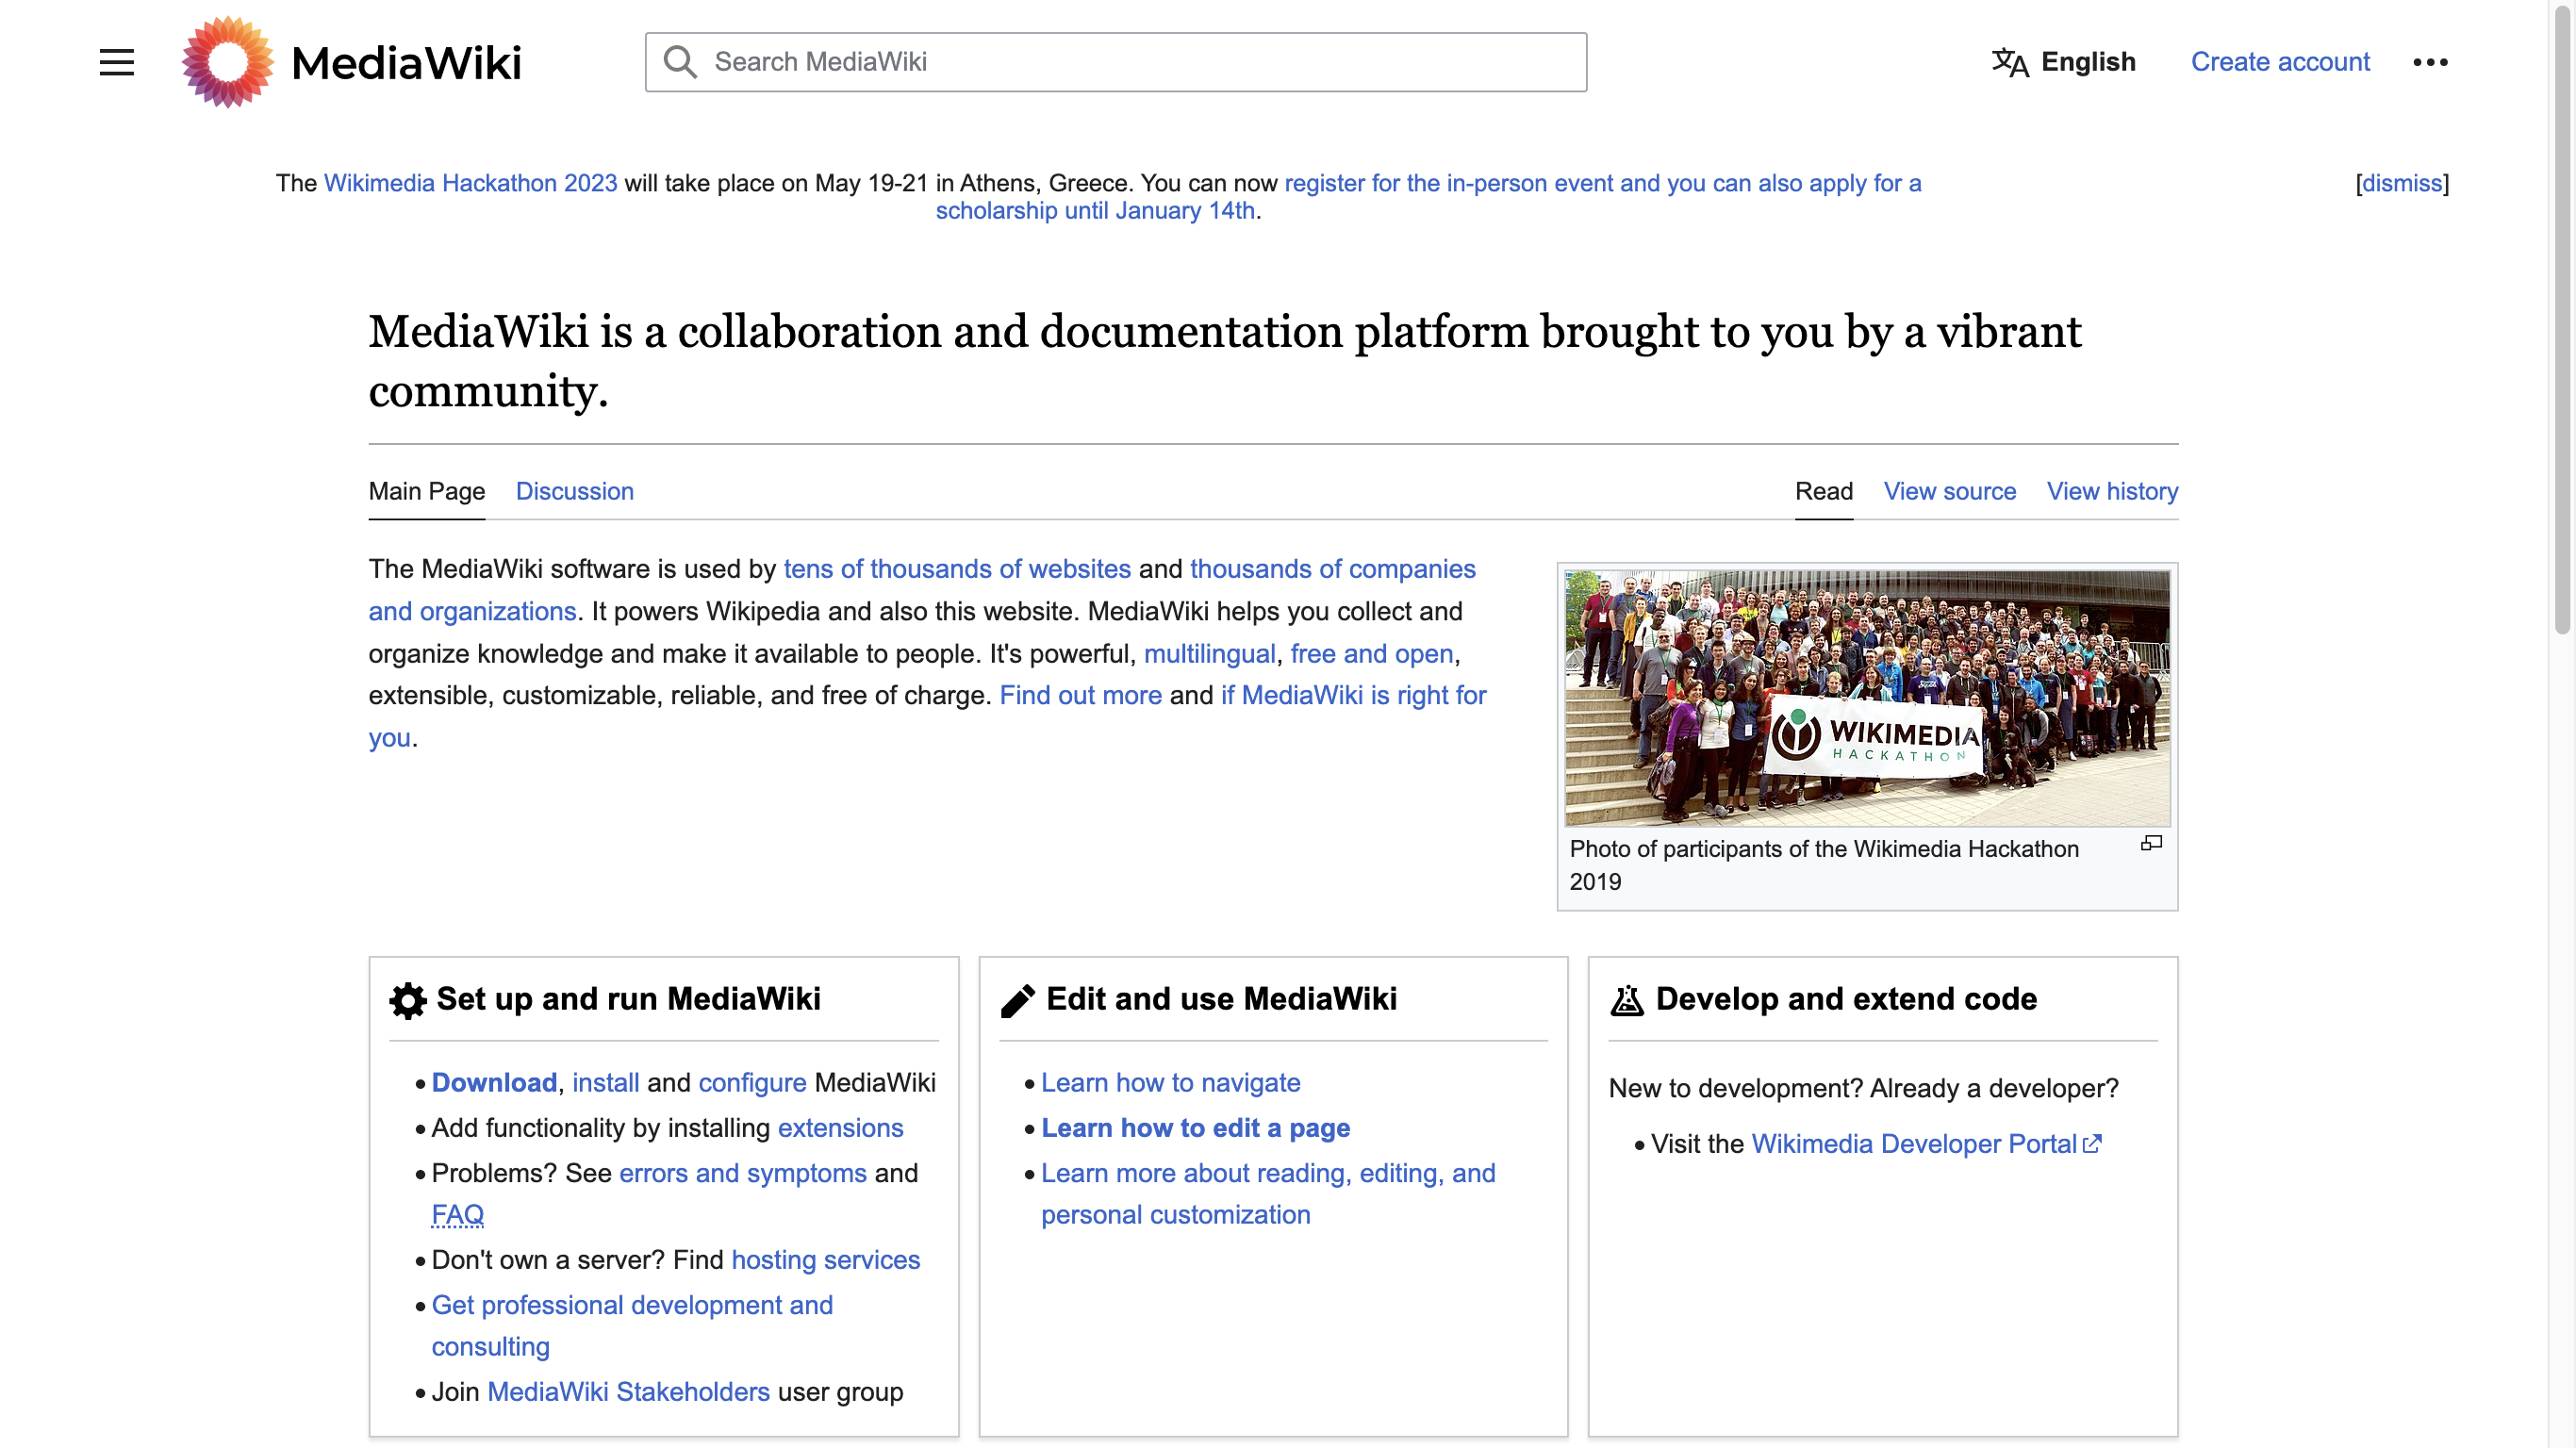 MediaWiki
Search MediaWiki
English
Create account
The Wikimedia Hackathon 2023 will take place on May 19-21 in Athens, Greece. You can now register for the in-person event and you can also apply for a
scholarship until January 14th.
[dismiss]
MediaWiki is a collaboration and documentation platform brought to you by a vibrant
community.
Main Page
Discussion
Read
View source
View history
The MediaWiki software is used by tens of thousands of websites and thousands of companies
and organizations. It powers Wikipedia and also this website. MediaWiki helps you collect and
organize knowledge and make it available to people. It's powerful, multilingual, free and open,
extensible, customizable, reliable, and free of charge. Find out more and if MediaWiki is right for
you.
WIKIMEDIA
HACKATHON
Photo of participants of the Wikimedia Hackathon
2019
Set up and run MediaWiki
• Download, install and configure MediaWiki
• Add functionality by installing extensions
• Problems? See errors and symptoms and
FAQ
• Don't own a server? Find hosting services
• Get professional development and
consulting
• Join MediaWiki Stakeholders user group
Edit and use MediaWiki
• Learn how to navigate
• Learn how to edit a page
• Learn more about reading, editing, and
personal customization
Develop and extend code
New to development? Already a developer?
• Visit the Wikimedia Developer Portal